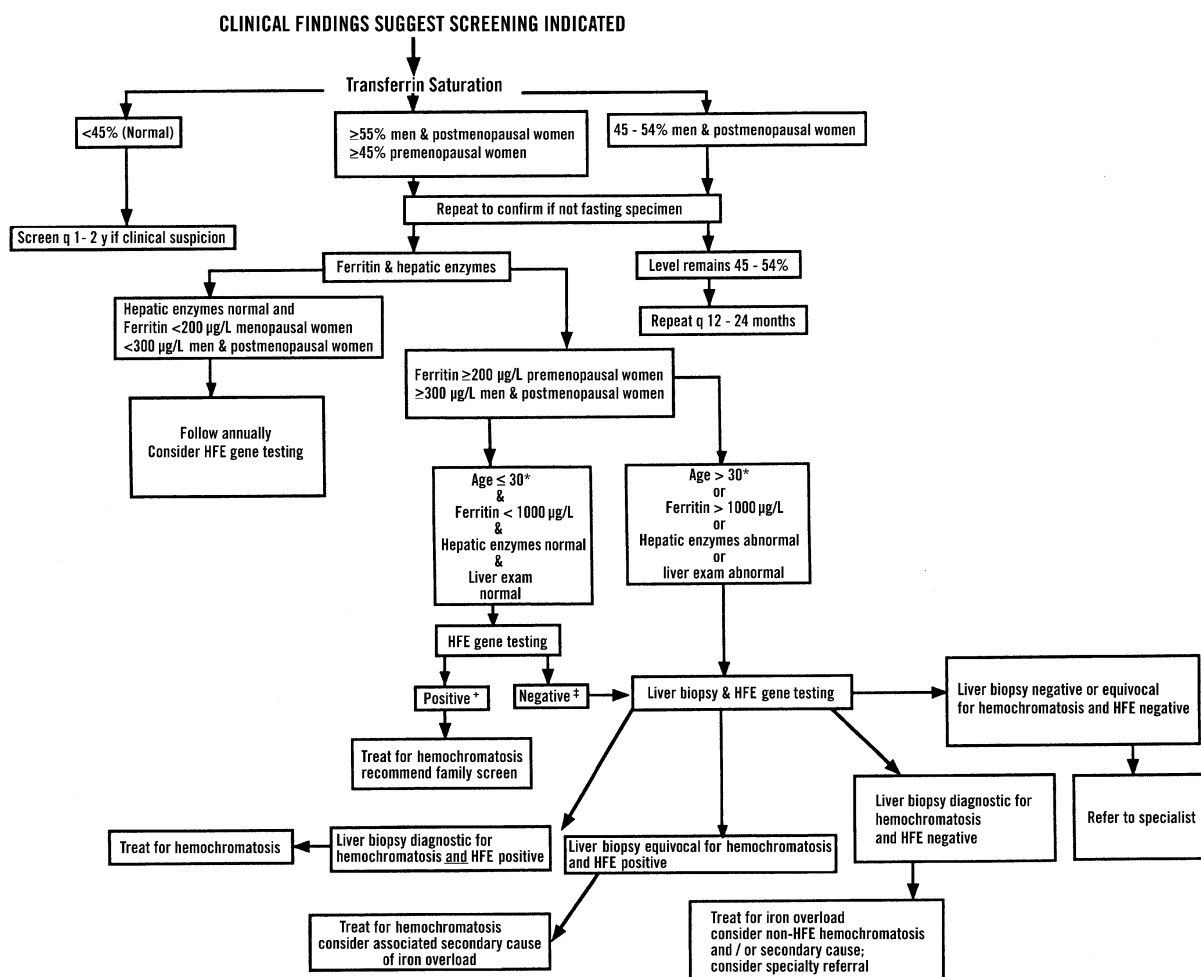 CLINICAL FINDINGS SUGGEST SCREENING INDICATED
Transferrin Saturation
<45% (Normal)
≥55% men & postmenopausal women
≥45% premenopausal women
45 - 54% men & postmenopausal women
Repeat to confirm if not fasting specimen
Screen q 1- 2 y if clinical suspicion
Ferritin & hepatic enzymes
Level remains 45 - 54%
Hepatic enzymes normal and
Ferritin <200 µg/L menopausal women
<300 µg/L men & postmenopausal women
Repeat q 12 - 24 months
Ferritin ≥200 µg/L premenopausal women
≥300 µg/L men & postmenopausal women
Follow annually
Consider HFE gene testing
Age ≤ 30*
&
Ferritin < 1000 µg/L
&
Hepatic enzymes normal
&
Liver exam
normal
Age > 30*
or
Ferritin > 1000 µg/L
or
Hepatic enzymes abnormal
or
liver exam abnormal
HFE gene testing
Positive +
Negative ‡
Liver biopsy & HFE gene testing
Liver biopsy negative or equivocal
for hemochromatosis and HFE negative
Treat for hemochromatosis
recommend family screen
Liver biopsy diagnostic for
hemochromatosis
and HFE negative
Refer to specialist
Treat for hemochromatosis
Liver biopsy diagnostic for
hemochromatosis and HFE positive
Liver biopsy equivocal for hemochromatosis
and HFE positive
Treat for hemochromatosis
consider associated secondary cause
of iron overload
Treat for iron overload
consider non-HFE hemochromatosis
and / or secondary cause;
consider specialty referral